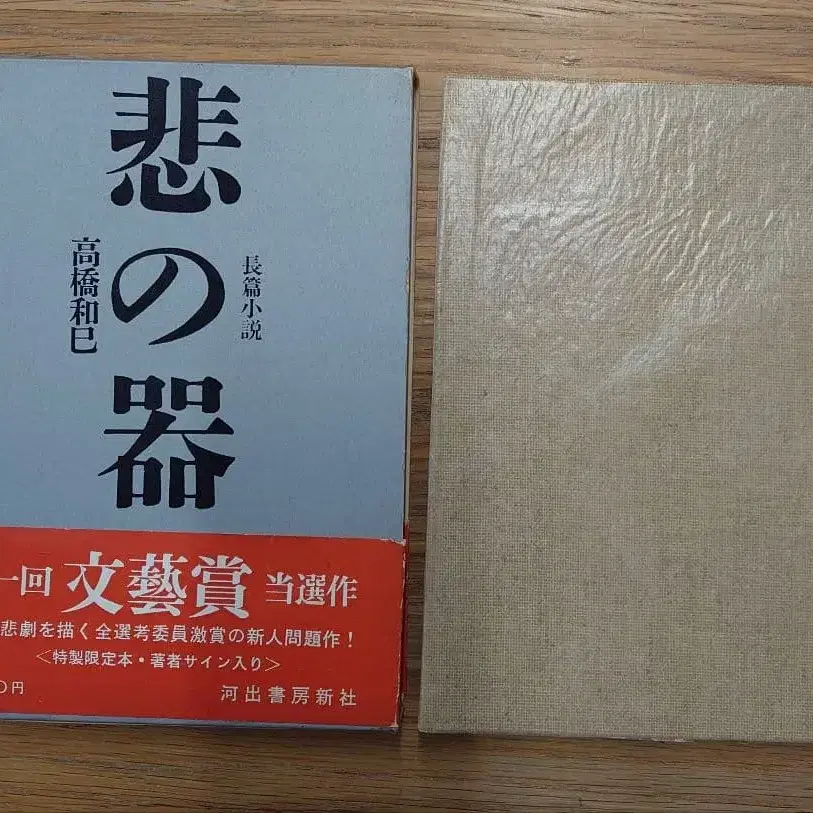 長篇小説
悲の器
高橋和巳
一回 文藝賞 当選作
悲劇を描く全選考委員激賞の新人問題作！
＜特製限定本・著者サイン入り＞
0円
河出書房新社